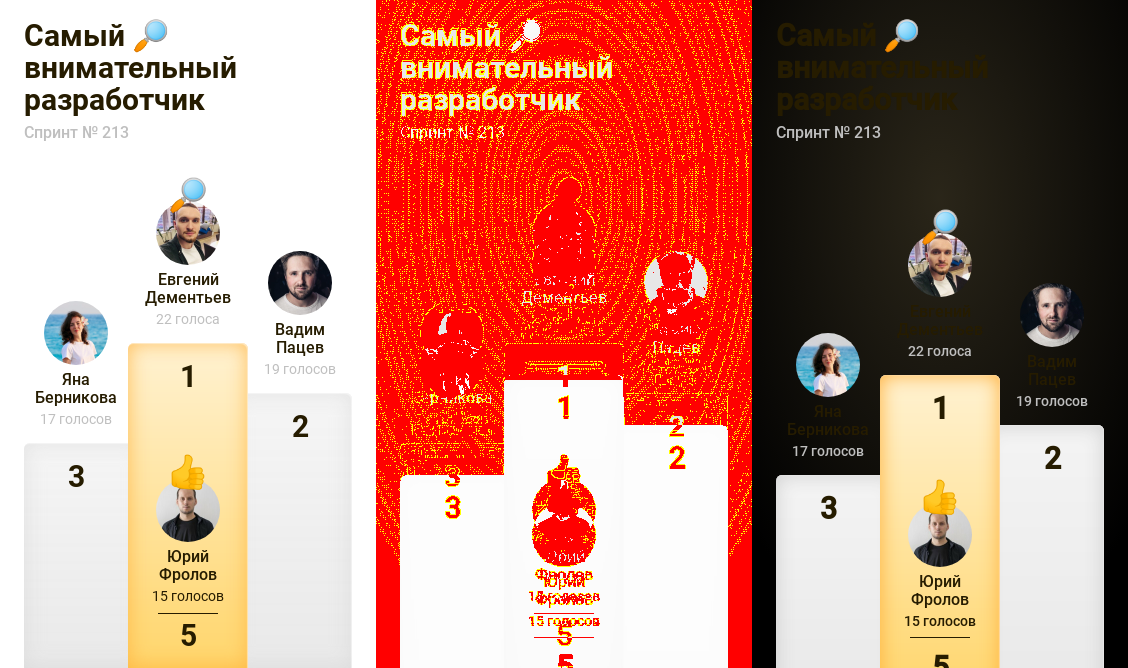 Самый
внимательный
разработчик
Спринт № 213
Евгений
Дементьев
22 голоса
Вадим
Пацев
19 голосов
Яна
Берникова
17 голосов
1
2
3
Юрий
Фролов
15 голосов
5
Самый
внимательный
разработчик
Спринт № 213
Дементьев
Пацев
1
1
2
2
3
3
Фролов
Юрий
15 голосов
5
5
Самый
внимательный
разработчик
Спринт № 213
22 голоса
Вадим
Пацев
19 голосов
Яна
Берникова
17 голосов
1
2
3
Юрий
Фролов
15 голосов
5